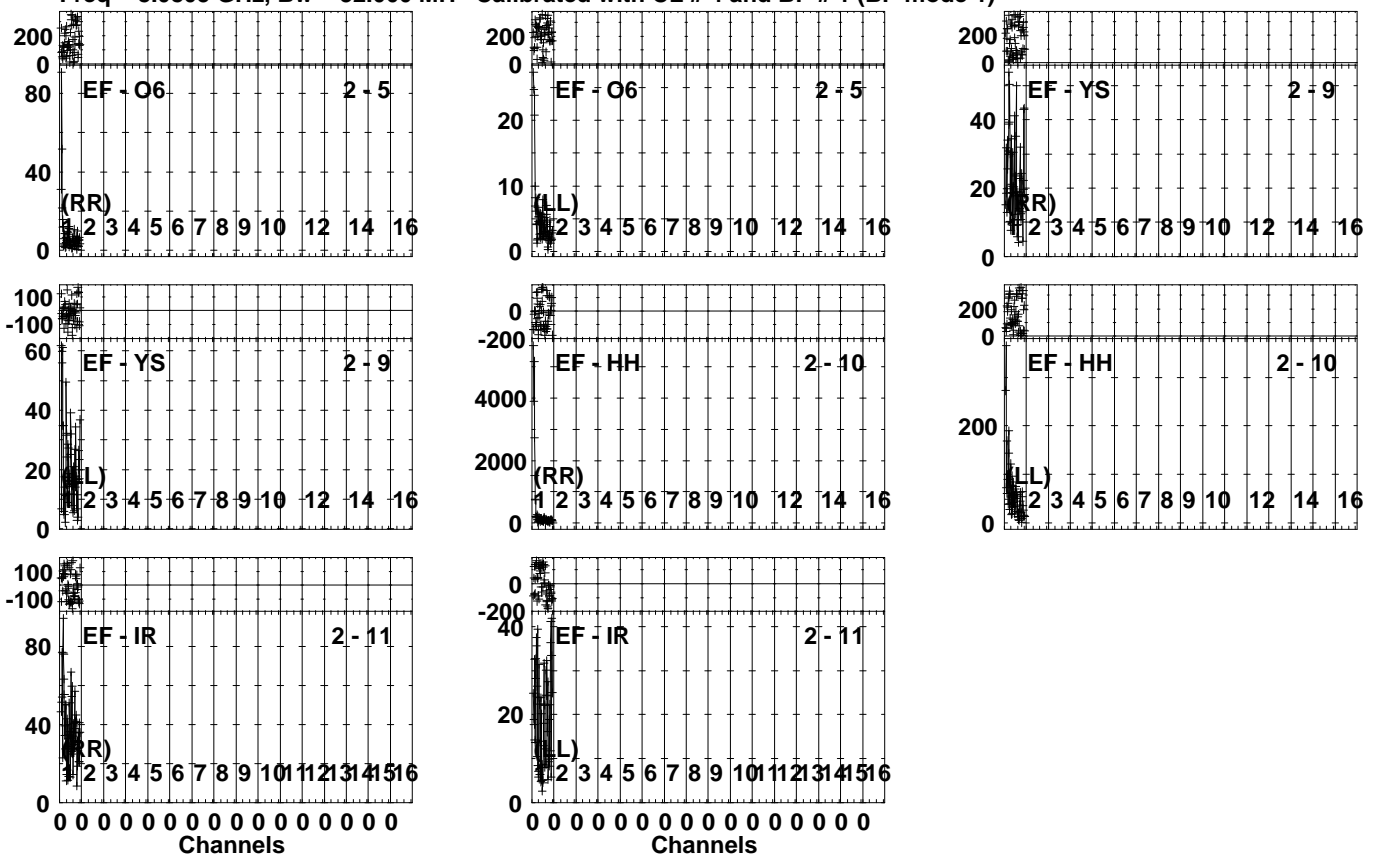 200 200 200
0 0 0
EF - O6 2 - 5 EF - O6 2 - 5 EF - YS 2 - 9
80 20 40
40 10 20
(RR) (LL) (RR)
1 2 3 4 5 6 7 8 9 10 12 14 16 2 3 4 5 6 7 8 9 10 12 14 16 1 2 3 4 5 6 7 8 9 10 12 14 16
0 0 0
100 0 200
-100 -200 0
60
EF - YS 2 - 9 EF - HH 2 - 10 EF - HH 2 - 10
40 4000 200
20 2000
(LL) (RR) (LL)
2 3 4 5 6 7 8 9 10 12 14 16 1 2 3 4 5 6 7 8 9 10 12 14 16 2 3 4 5 6 7 8 9 10 12 14 16
0 0 0
100 0
-100 -200
40
EF - IR 2 - 11 EF - IR 2 - 11
80
40 20
(RR) (LL)
2 3 4 5 6 7 8 9 10 11 12 13 14 15 16 2 3 4 5 6 7 8 9 10 11 12 13 14 15 16
0 0
0 0 0 0 0 0 0 0 0 0 0 0 0 0 0 0 0 0 0 0 0 0 0 0 0 0 0 0 0 0 0 0
Channels Channels